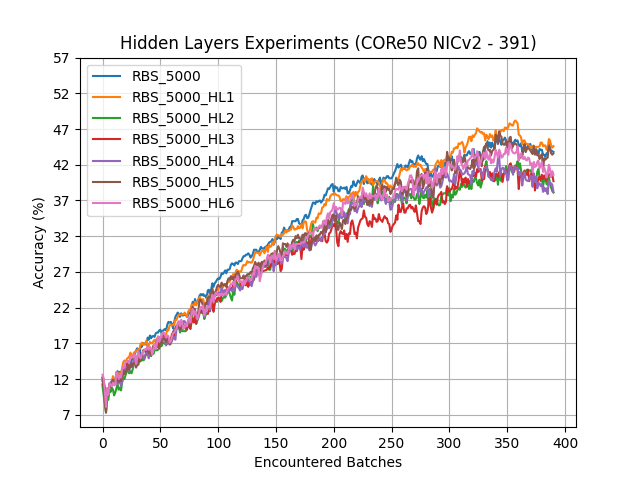 Hidden Layers Experiments (CORe50 NICv2 - 391)
57
52
47
42
37
32
27
22
17
12
7
Accuracy (%)
RBS_5000
RBS_5000_HL1
RBS_5000_HL2
RBS_5000_HL3
RBS_5000_HL4
RBS_5000_HL5
RBS_5000_HL6
0 50 100 150 200 250 300 350 400
Encountered Batches